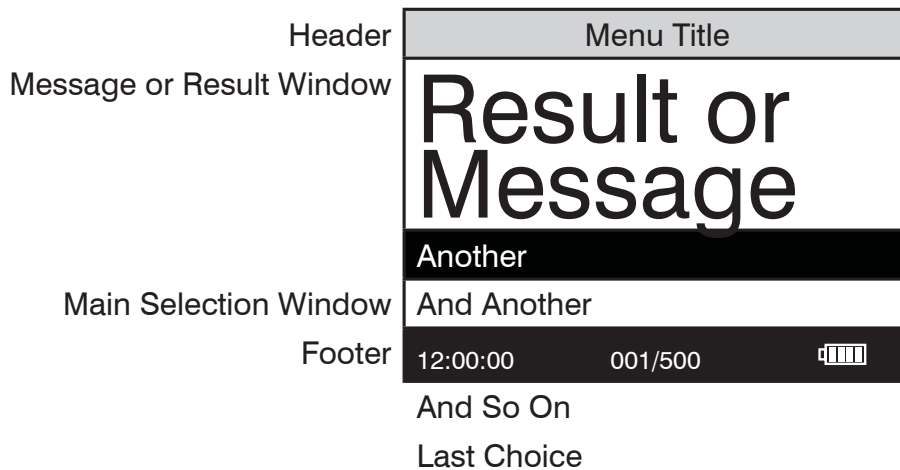 Header Menu Title
Message or Result Window Result or
Message
Another
Main Selection Window And Another
Footer 12:00:00 001/500
And So On
Last Choice